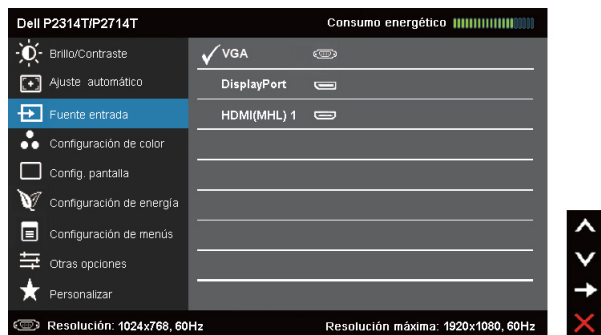 Dell P2314T/P2714T Consumo energético
Brillo/Contraste
VGA
Ajuste automático
DisplayPort
Fuente entrada
HDMI(MHL) 1
Configuración de color
Config. pantalla
Configuración de energía
Configuración de menús
Otras opciones
Personalizar
Resolución: 1024x768, 60Hz Resolución máxima: 1920x1080, 60Hz